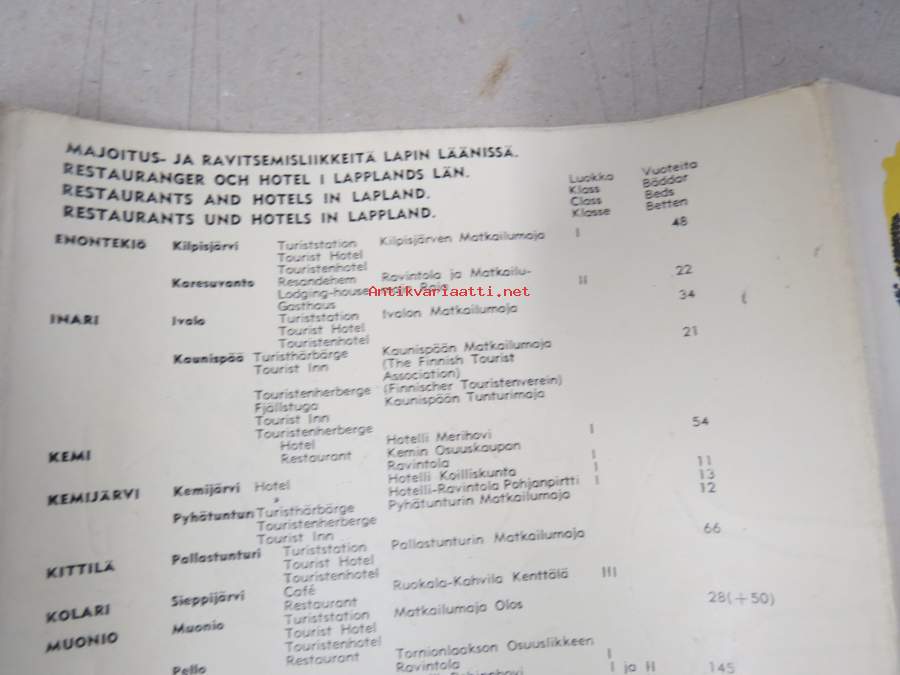 MAJOITUS- JA RAVITSEMISLIIKKEITÄ LAPIN LÄÄNISSÄ.
RESTAURANGER OCH HOTEL I LAPPLANDS LÄN.
RESTAURANTS AND HOTELS IN LAPLAND.
RESTAURANTS UND HOTELS IN LAPPLAND.
Luokka Vuoteita
Klass Bäddar
Class Beds
Klasse Betten
ENONTEKIÖ Kilpisjärvi Turiststation Kilpisjärven Matkailumaja I 48
Tourist Hotel
Touristenhotel
Karesuvanto Resandehem Ravintola ja Matkailu- II 22
Lodging-house maja Raja
Gasthaus
Antikvariaatti.net
INARI Ivalo Turiststation Ivalon Matkailumaja 34
Tourist Hotel
Touristenhotel
Kaunispää Turisthärbärge Kaunispään Matkailumaja 21
Tourist Inn (The Finnish Tourist
Association)
Touristenherberge (Finnischer Touristenverein)
Fjällstuga Kaunispään Tunturimaja
Tourist Inn
Touristenherberge
KEMI Hotel Hotelli Merihovi I 54
Restaurant Kemin Osuuskaupan
Ravintola I
KEMIJÄRVI Kemijärvi Hotel Hotelli Koilliskunta I 11
Hotelli-Ravintola Pohjanpirtti I 13
Pyhätunturi Turisthärbärge Pyhätunturin Matkailumaja 12
Touristenherberge
Tourist Inn
KITTILÄ Pallastunturi Turiststation Pallastunturin Matkailumaja 66
Tourist Hotel
Touristenhotel
KOLARI Sieppijärvi Café Ruokala-Kahvila Kenttälä III
Restaurant
MUONIO Muonio Turiststation Matkailumaja Olos 28(+50)
Tourist Hotel
Touristenhotel
Pello Restaurant Tornionlaakson Osuusliikkeen
Ravintola I
I ja II 145